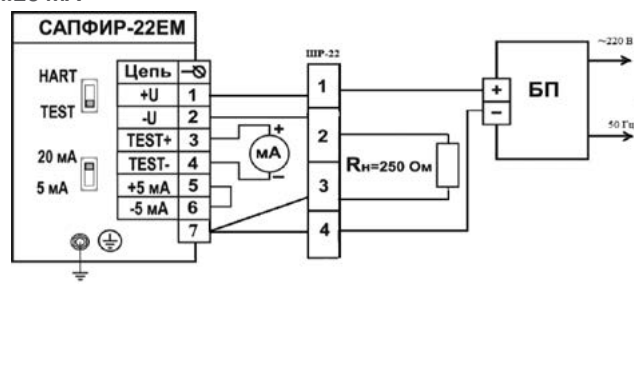 САПФИР-22ЕМ
HART
TEST
20 мА
5 мА
Цепь
+U 1
-U 2
TEST+ 3
TEST- 4
+5 мА 5
-5 мА 6
7
+
мА
−
ШР-22
1
2
3
4
Rн=250 Ом
+
−
БП
~220 В
50 Гц